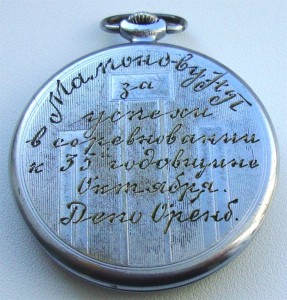 Мамонову Н.П
за
успехи
в соревновании
к 35 годовщине
Октября.
Депо Оренб.